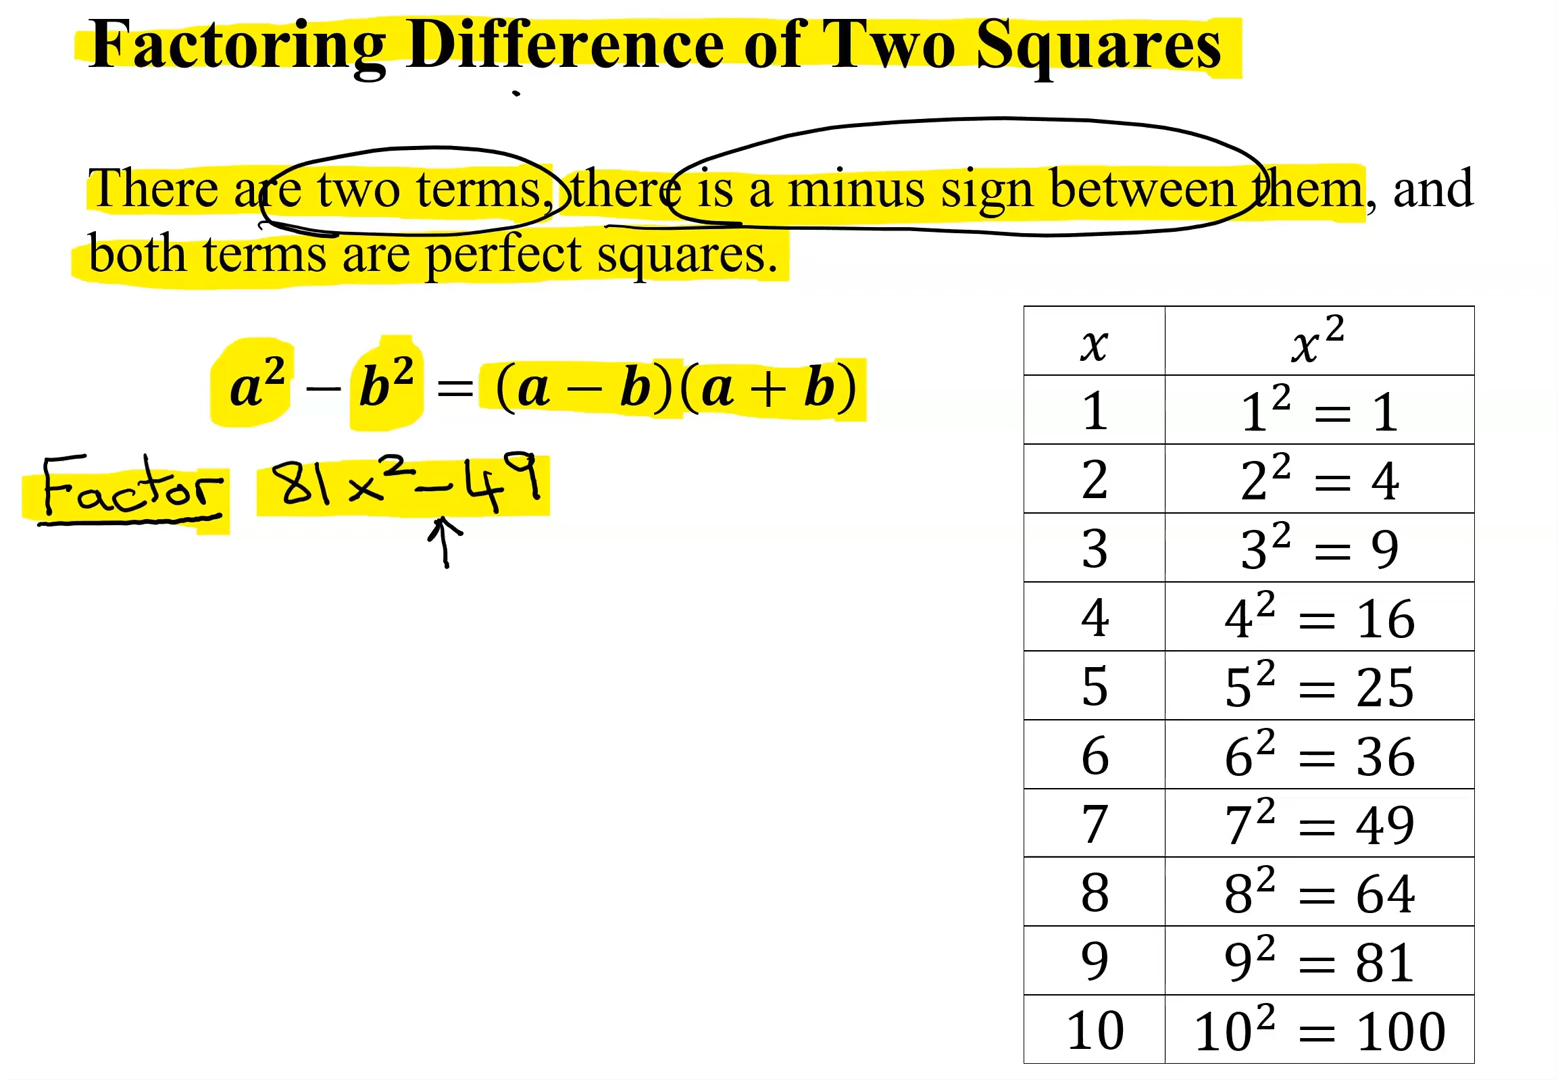 Factoring Difference of Two Squares
There are two terms, there is a minus sign between them, and
both terms are perfect squares.
a² − b² = (a − b)(a + b)
Factor 81x² − 49
x x²
1 1² = 1
2 2² = 4
3 3² = 9
4 4² = 16
5 5² = 25
6 6² = 36
7 7² = 49
8 8² = 64
9 9² = 81
10 10² = 100